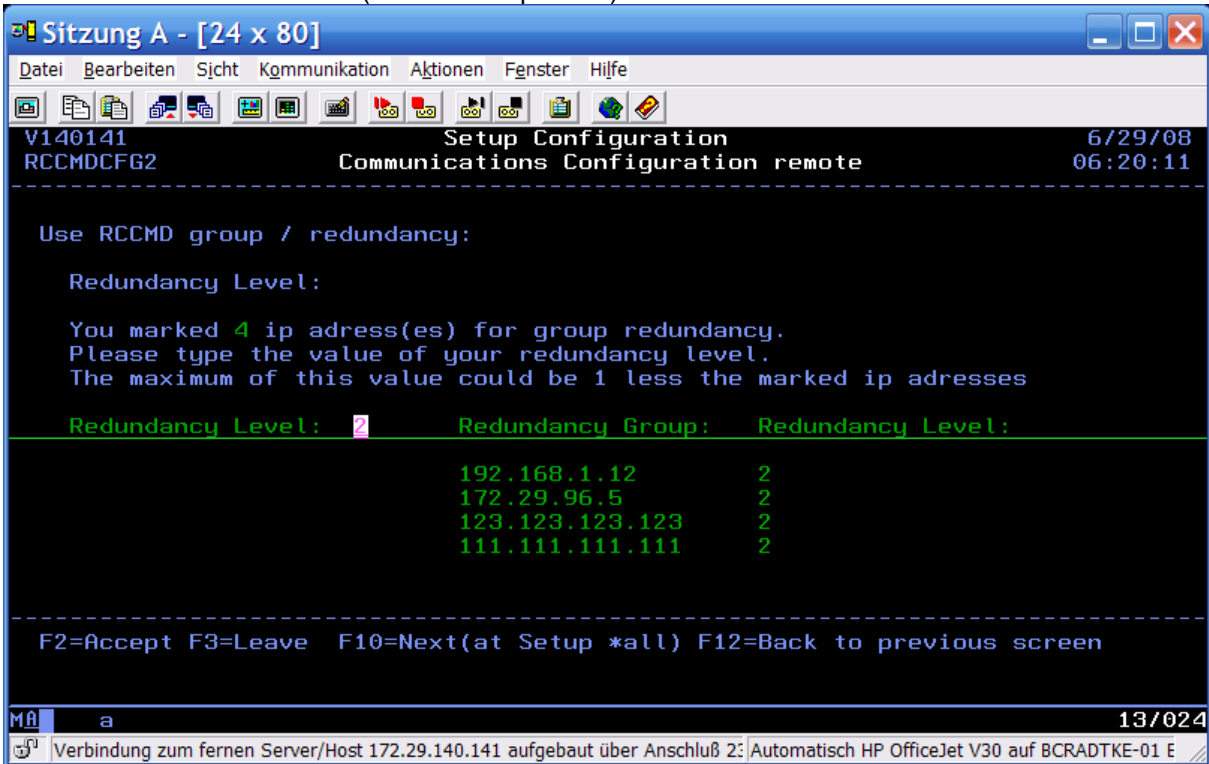 Sitzung A - [24 x 80]
Datei Bearbeiten Sicht Kommunikation Aktionen Fenster Hilfe
V140141 Setup Configuration 6/29/08
RCCMDCFG2 Communications Configuration remote 06:20:11
Use RCCMD group / redundancy:
Redundancy Level:
You marked 4 ip adress(es) for group redundancy.
Please type the value of your redundancy level.
The maximum of this value could be 1 less the marked ip adresses
Redundancy Level: 2 Redundancy Group: Redundancy Level:
192.168.1.12 2
172.29.96.5 2
123.123.123.123 2
111.111.111.111 2
F2=Accept F3=Leave F10=Next(at Setup *all) F12=Back to previous screen
MA a 13/024
Verbindung zum fernen Server/Host 172.29.140.141 aufgebaut über Anschluß 23 Automatisch HP OfficeJet V30 auf BCRADTKE-01 E